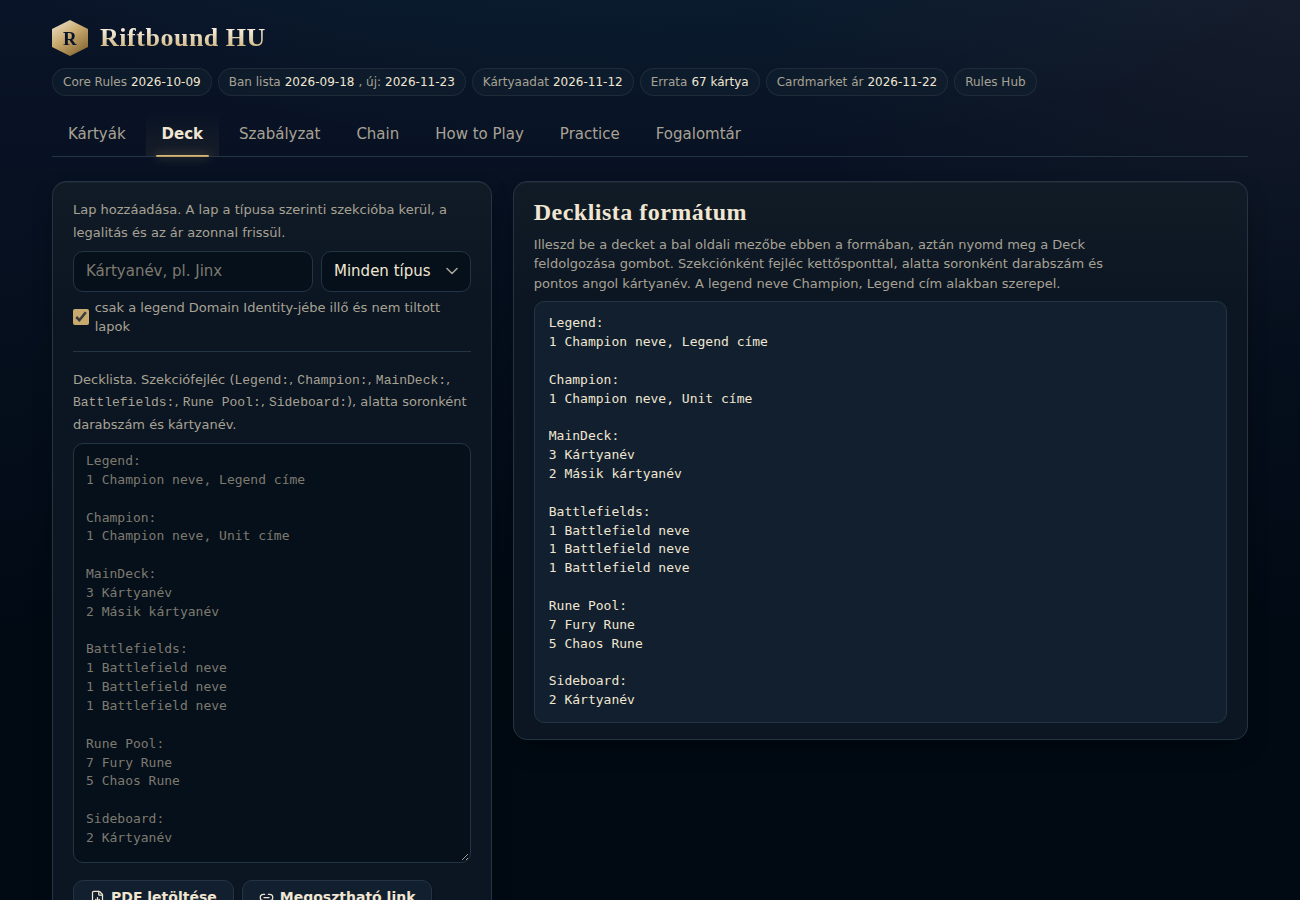 R Riftbound HU
Core Rules 2026-10-09 Ban lista 2026-09-18 , új: 2026-11-23 Kártyaadat 2026-11-12 Errata 67 kártya Cardmarket ár 2026-11-22 Rules Hub
Kártyák Deck Szabályzat Chain How to Play Practice Fogalomtár
Lap hozzáadása. A lap a típusa szerinti szekcióba kerül, a
legalitás és az ár azonnal frissül.
Kártyanév, pl. Jinx Minden típus
csak a legend Domain Identity-jébe illő és nem tiltott
lapok
Decklista. Szekciófejléc (Legend:, Champion:, MainDeck:,
Battlefields:, Rune Pool:, Sideboard:), alatta soronként
darabszám és kártyanév.
Legend:
1 Champion neve, Legend címe
Champion:
1 Champion neve, Unit címe
MainDeck:
3 Kártyanév
2 Másik kártyanév
Battlefields:
1 Battlefield neve
1 Battlefield neve
1 Battlefield neve
Rune Pool:
7 Fury Rune
5 Chaos Rune
Sideboard:
2 Kártyanév
PDF letöltése Megosztható link
Decklista formátum
Illeszd be a decket a bal oldali mezőbe ebben a formában, aztán nyomd meg a Deck
feldolgozása gombot. Szekciónként fejléc kettősponttal, alatta soronként darabszám és
pontos angol kártyanév. A legend neve Champion, Legend cím alakban szerepel.
Legend:
1 Champion neve, Legend címe
Champion:
1 Champion neve, Unit címe
MainDeck:
3 Kártyanév
2 Másik kártyanév
Battlefields:
1 Battlefield neve
1 Battlefield neve
1 Battlefield neve
Rune Pool:
7 Fury Rune
5 Chaos Rune
Sideboard:
2 Kártyanév